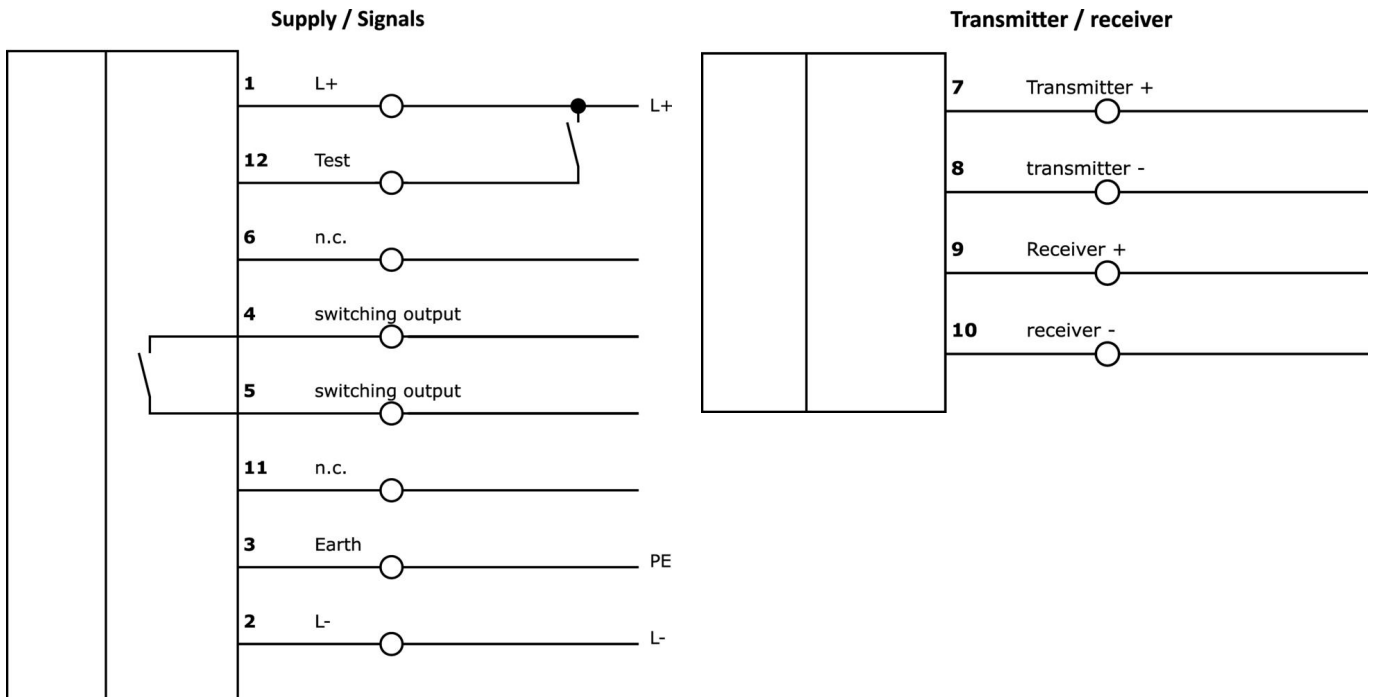 Supply / Signals
1 L+
L+
12 Test
6 n.c.
4 switching output
5 switching output
11 n.c.
3 Earth
PE
2 L-
L-
Transmitter / receiver
7 Transmitter +
8 transmitter -
9 Receiver +
10 receiver -